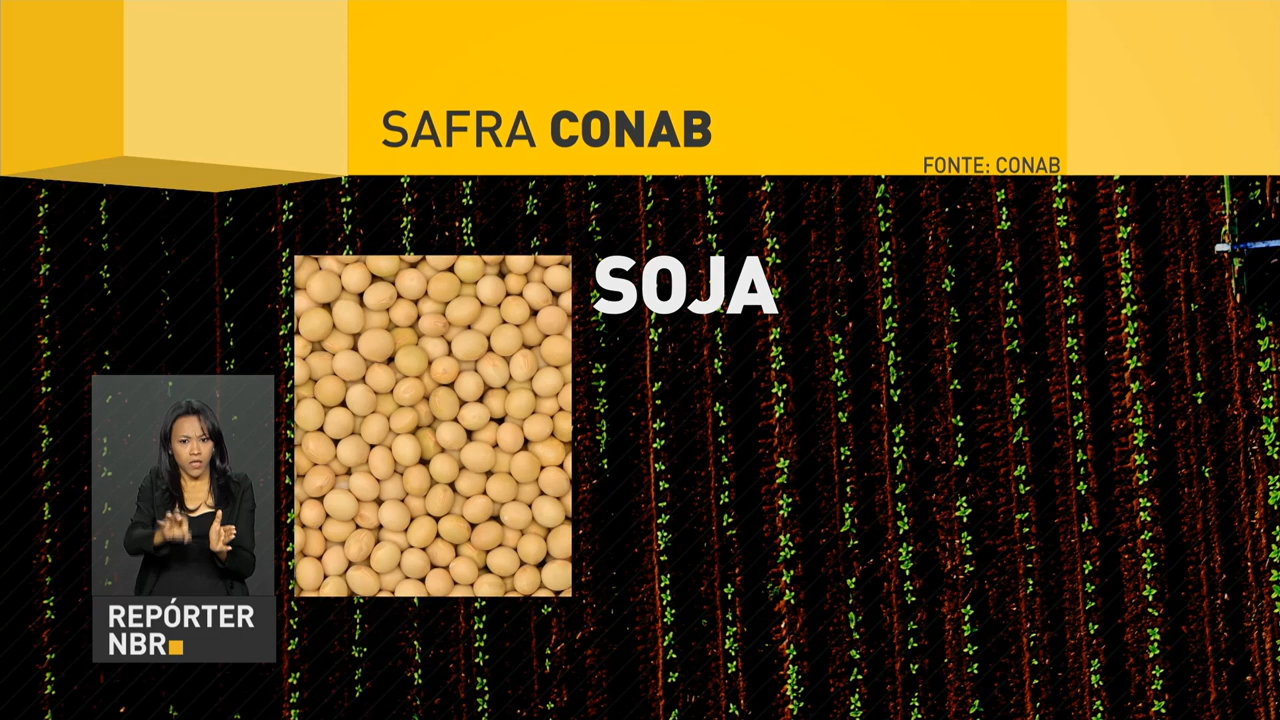 SAFRA CONAB
FONTE: CONAB
SOJA
REPÓRTER
NBR